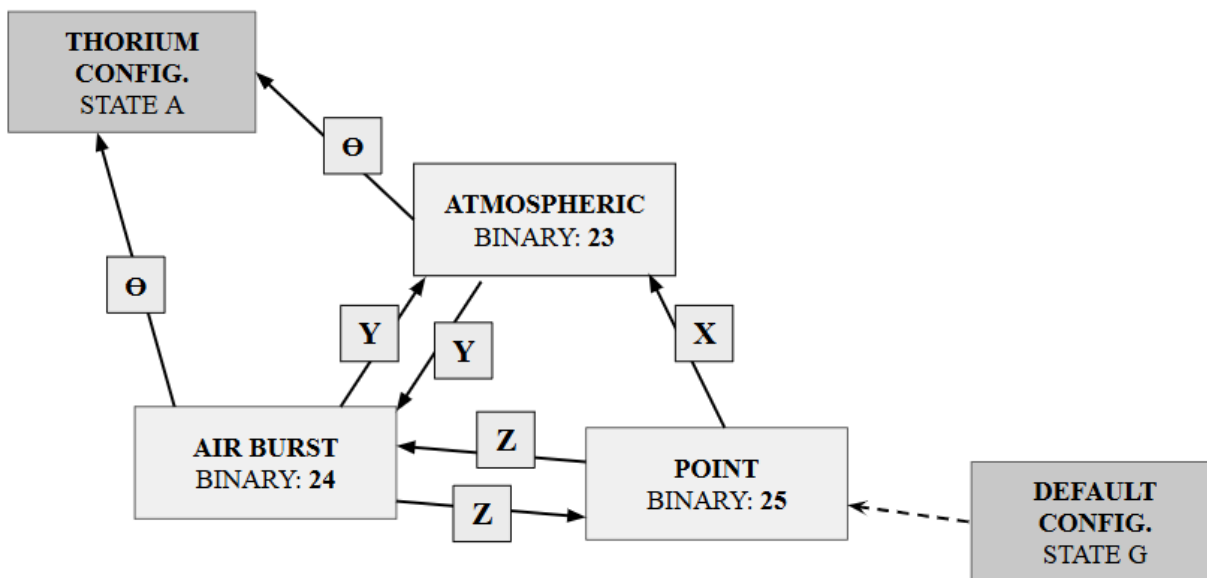 THORIUM
CONFIG.
STATE A
ɵ
ATMOSPHERIC
BINARY: 23
ɵ
Y
Y
X
AIR BURST
BINARY: 24
Z
Z
POINT
BINARY: 25
DEFAULT
CONFIG.
STATE G